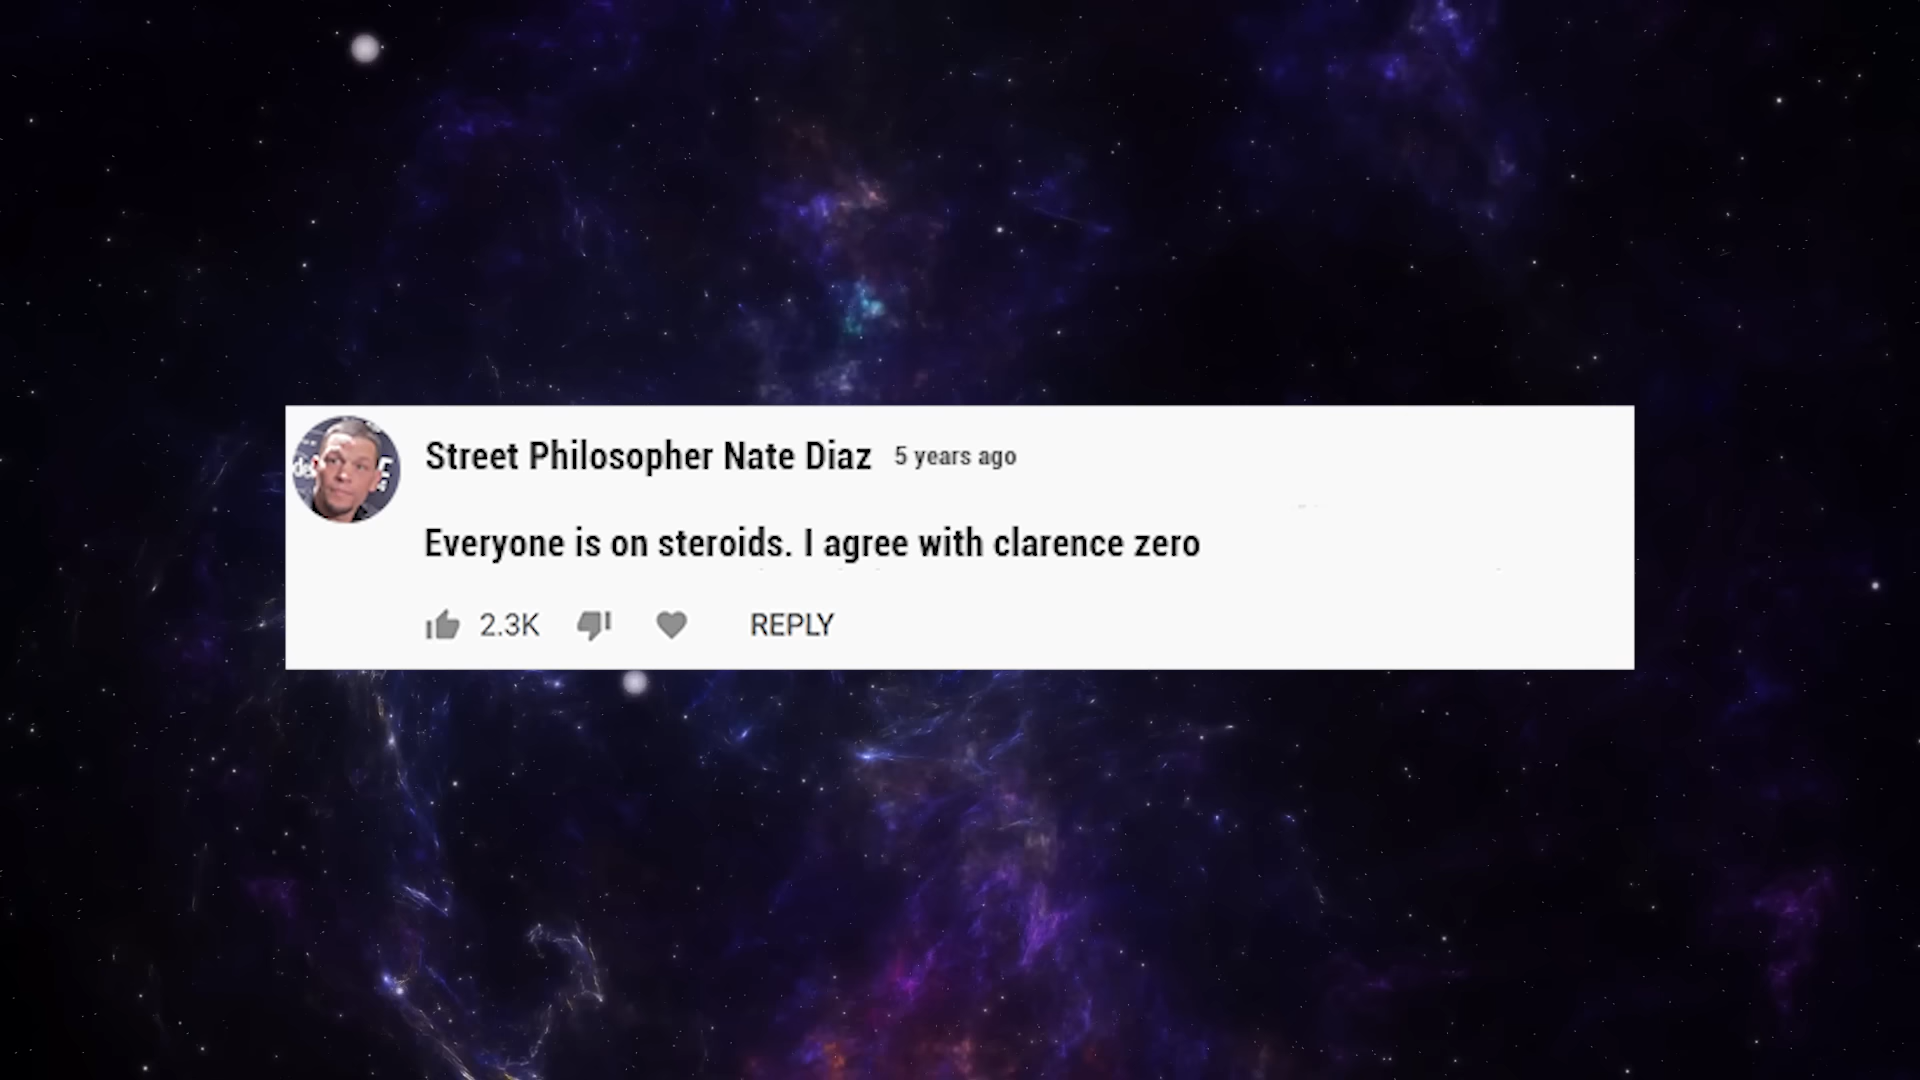 Street Philosopher Nate Diaz 5 years ago
Everyone is on steroids. I agree with clarence zero
2.3K REPLY